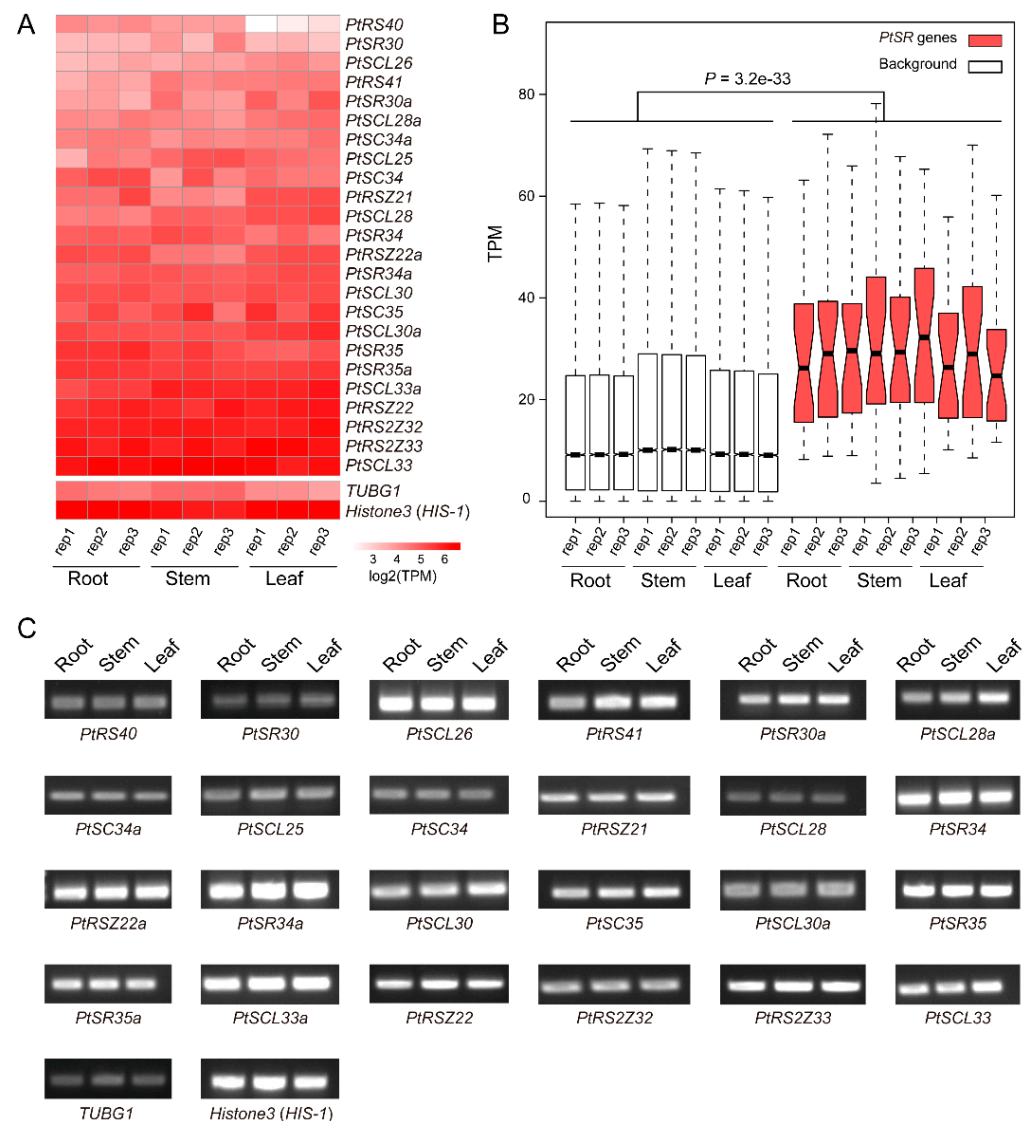 A
PtRS40
PtSR30
PtSCL26
PtRS41
PtSR30a
PtSCL28a
PtSC34a
PtSCL25
PtSC34
PtRSZ21
PtSCL28
PtSR34
PtRSZ22a
PtSR34a
PtSCL30
PtSC35
PtSCL30a
PtSR35
PtSR35a
PtSCL33a
PtRSZ22
PtRS2Z32
PtRS2Z33
PtSCL33
TUBG1
Histone3 (HIS-1)
rep1 rep2 rep3 rep1 rep2 rep3 rep1 rep2 rep3
Root Stem Leaf
3 4 5 6
log2(TPM)
B
PtSR genes
Background
P = 3.2e-33
TPM
80
60
40
20
0
rep1 rep2 rep3 rep1 rep2 rep3 rep1 rep2 rep3 rep1 rep2 rep3 rep1 rep2 rep3 rep1 rep2 rep3
Root Stem Leaf Root Stem Leaf
C
Root Stem Leaf Root Stem Leaf Root Stem Leaf Root Stem Leaf Root Stem Leaf Root Stem Leaf
PtRS40 PtSR30 PtSCL26 PtRS41 PtSR30a PtSCL28a
PtSC34a PtSCL25 PtSC34 PtRSZ21 PtSCL28 PtSR34
PtRSZ22a PtSR34a PtSCL30 PtSC35 PtSCL30a PtSR35
PtSR35a PtSCL33a PtRSZ22 PtRS2Z32 PtRS2Z33 PtSCL33
TUBG1 Histone3 (HIS-1)